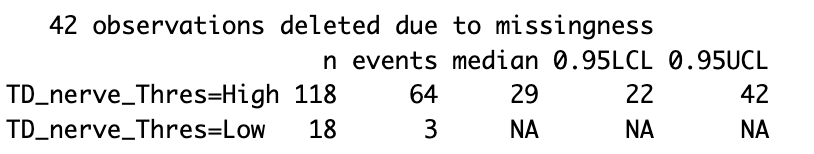 42 observations deleted due to missingness
n events median 0.95LCL 0.95UCL
TD_nerve_Thres=High 118 64 29 22 42
TD_nerve_Thres=Low 18 3 NA NA NA